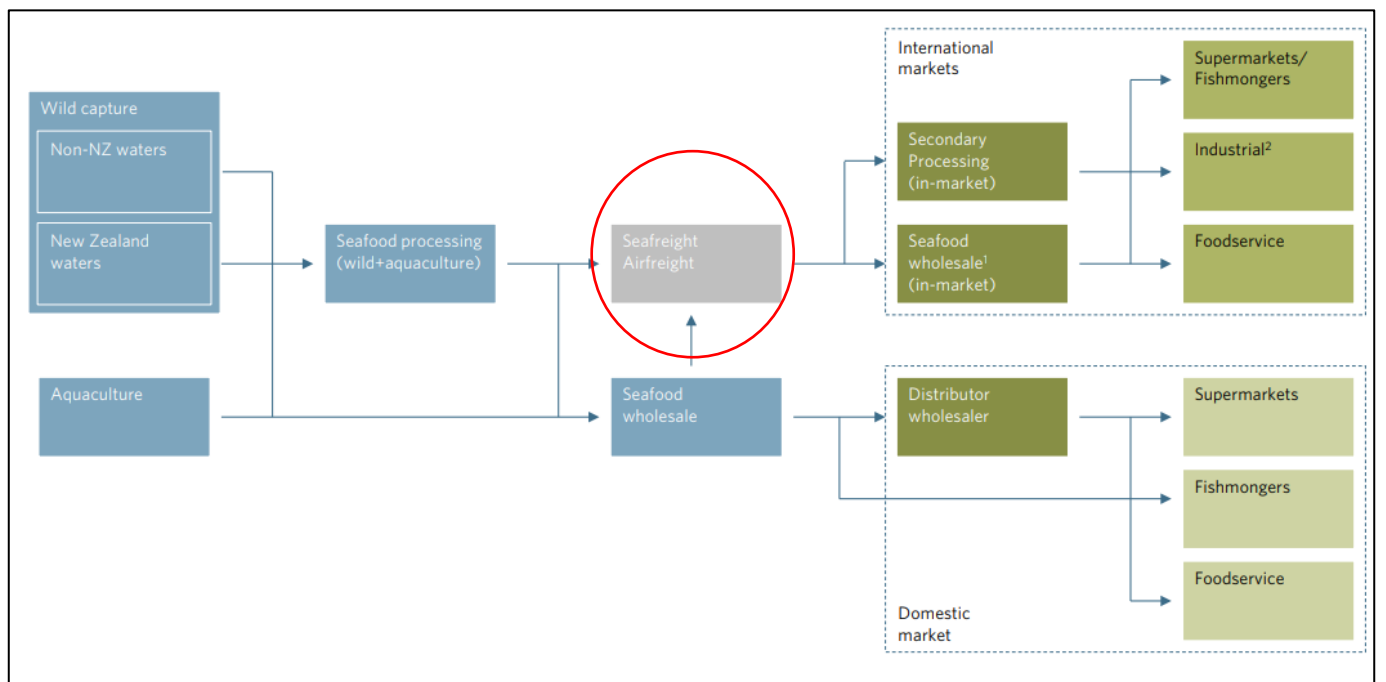 Wild capture
Non-NZ waters
New Zealand
waters
Aquaculture
Seafood processing
(wild+aquaculture)
Seafreight
Airfreight
Seafood
wholesale
International
markets
Secondary
Processing
(in-market)
Seafood
wholesale¹
(in-market)
Supermarkets/
Fishmongers
Industrial²
Foodservice
Distributor
wholesaler
Domestic
market
Supermarkets
Fishmongers
Foodservice